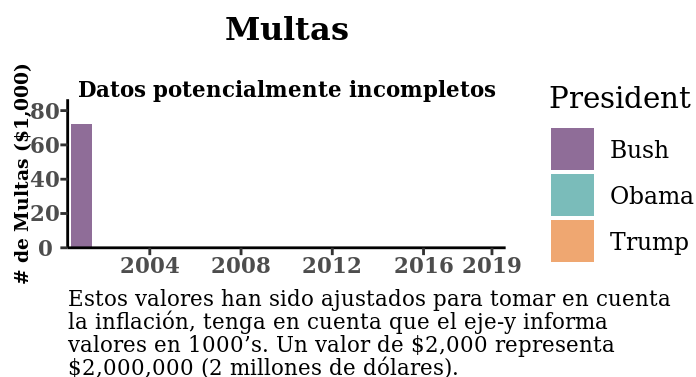 Multas
Datos potencialmente incompletos
# de Multas ($1,000)
80
60
40
20
0
2004 2008 2012 2016 2019
President
Bush
Obama
Trump
Estos valores han sido ajustados para tomar en cuenta
la inflación, tenga en cuenta que el eje-y informa
valores en 1000’s. Un valor de $2,000 representa
$2,000,000 (2 millones de dólares).